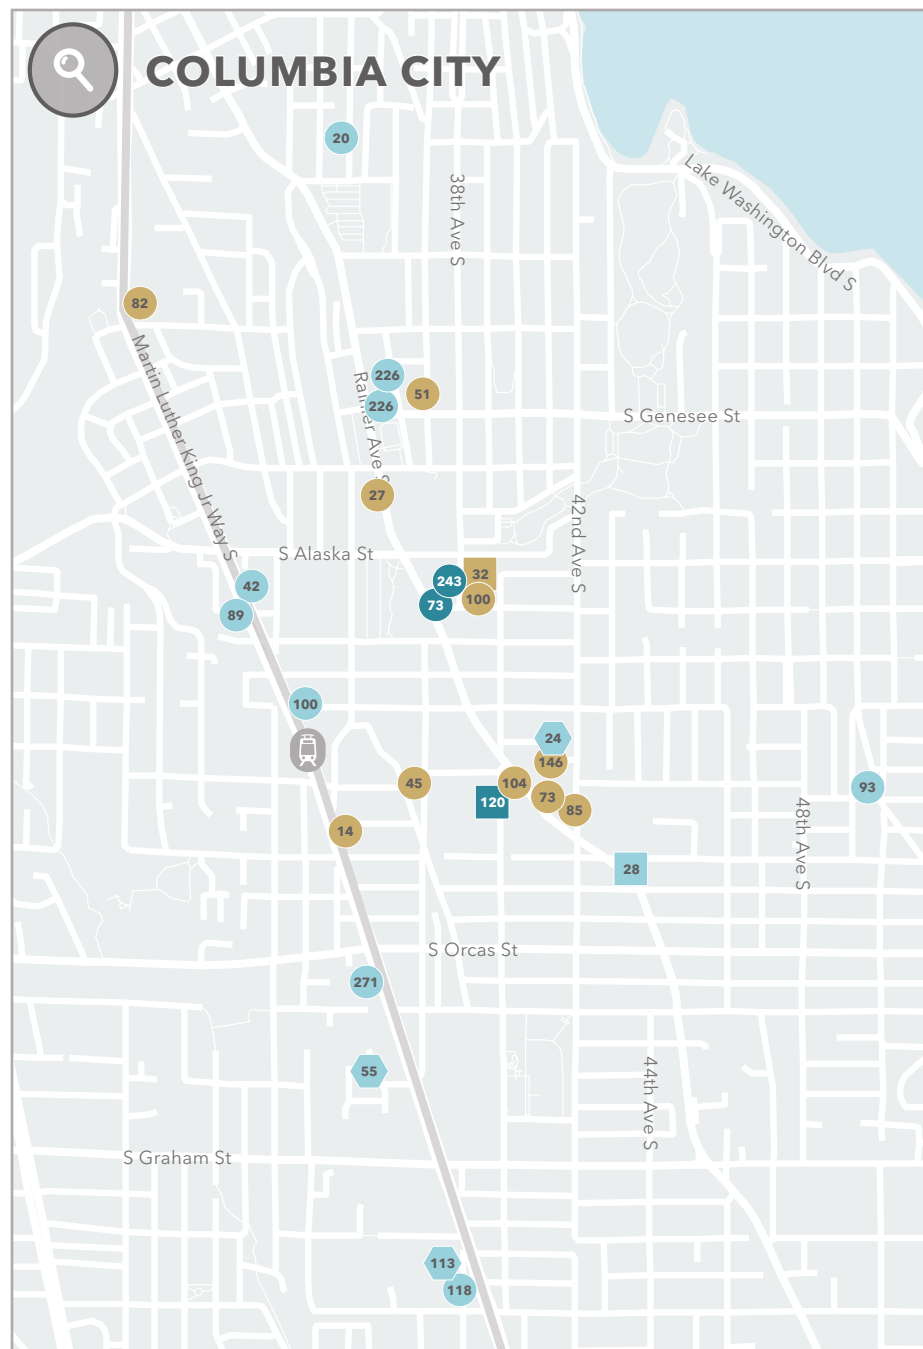 COLUMBIA CITY
20
38th Ave S
Lake Washington Blvd S
82
Martin Luther King Jr Way S
226
51
226
Rainier Ave S
S Genesee St
27
42nd Ave S
S Alaska St
243
32
42
100
73
89
100
24
146
45
104
93
73
120
85
48th Ave S
14
28
S Orcas St
271
55
44th Ave S
S Graham St
113
118